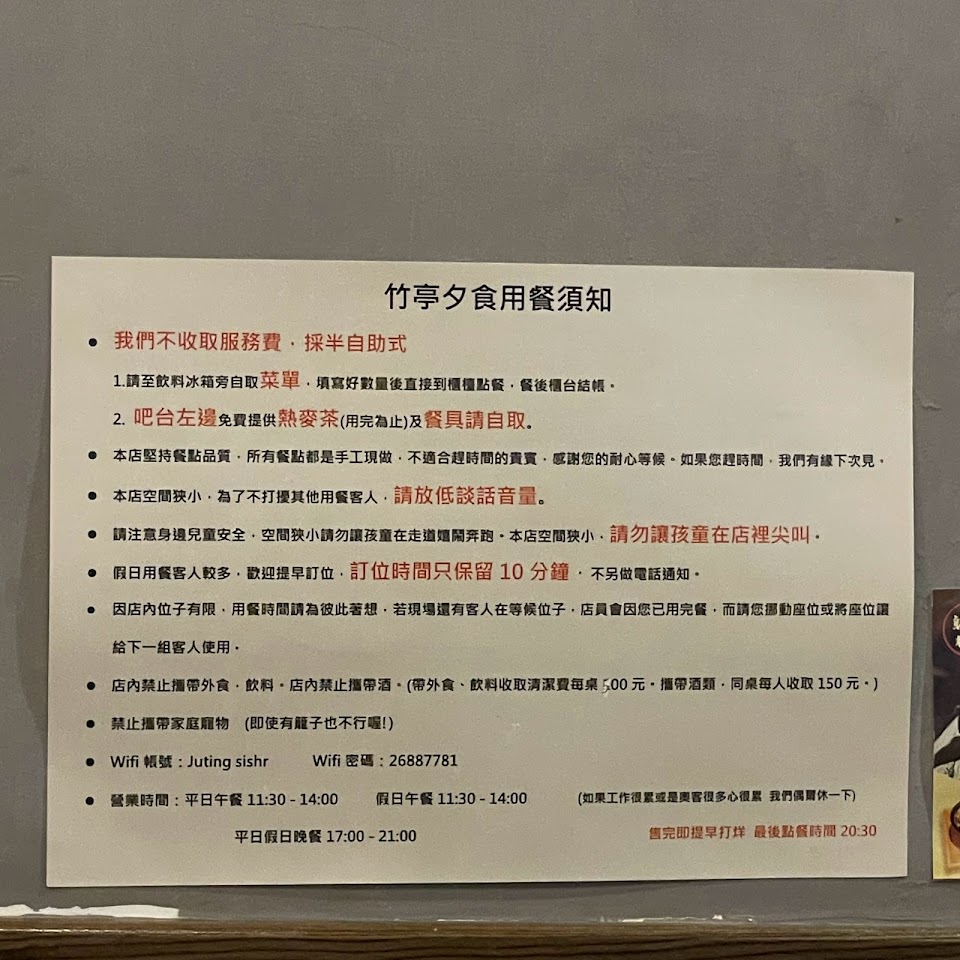 竹亭夕食用餐須知
● 我們不收取服務費,採半自助式
1.請至飲料冰箱旁自取菜單,填寫好數量後直接到櫃檯點餐,餐後櫃台結帳。
2. 吧台左邊免費提供熱麥茶(用完為止)及餐具請自取。
● 本店堅持餐點品質,所有餐點都是手工現做,不適合趕時間的貴賓,感謝您的耐心等候。如果您趕時間,我們有緣下次見。
● 本店空間狹小,為了不打擾其他用餐客人,請放低談話音量。
● 請注意身邊兒童安全,空間狹小請勿讓孩童在走道嬉鬧奔跑。本店空間狹小,請勿讓孩童在店裡尖叫。
● 假日用餐客人較多,歡迎提早訂位,訂位時間只保留 10 分鐘,不另做電話通知。
● 因店內位子有限,用餐時間請為彼此著想,若現場還有客人在等候位子,店員會因您已用完餐,而請您挪動座位或將座位讓
給下一組客人使用。
● 店內禁止攜帶外食,飲料。店內禁止攜帶酒。(帶外食、飲料收取清潔費每桌 500 元。攜帶酒類,同桌每人收取 150 元。)
● 禁止攜帶家庭寵物 (即使有籠子也不行喔!)
● Wifi 帳號:Juting sishr Wifi 密碼:26887781
● 營業時間:平日午餐 11:30 - 14:00 假日午餐 11:30 - 14:00 (如果工作很累或是奧客很多心很累 我們偶爾休一下)
平日假日晚餐 17:00 - 21:00 售完即提早打烊 最後點餐時間 20:30